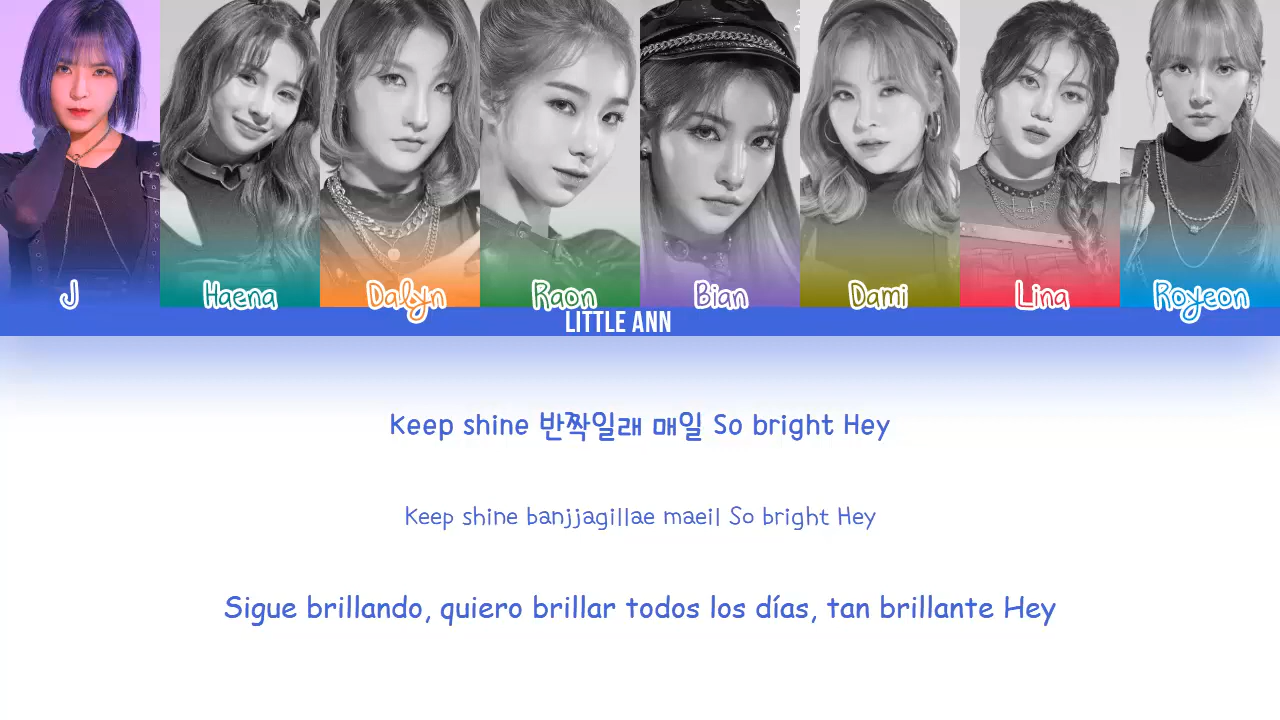 J Haena Dalyn Raon Bian Dami Lina Royeon
LITTLE ANN
Keep shine 반짝일래 매일 So bright Hey
Keep shine banjjagillae maeil So bright Hey
Sigue brillando, quiero brillar todos los días, tan brillante Hey